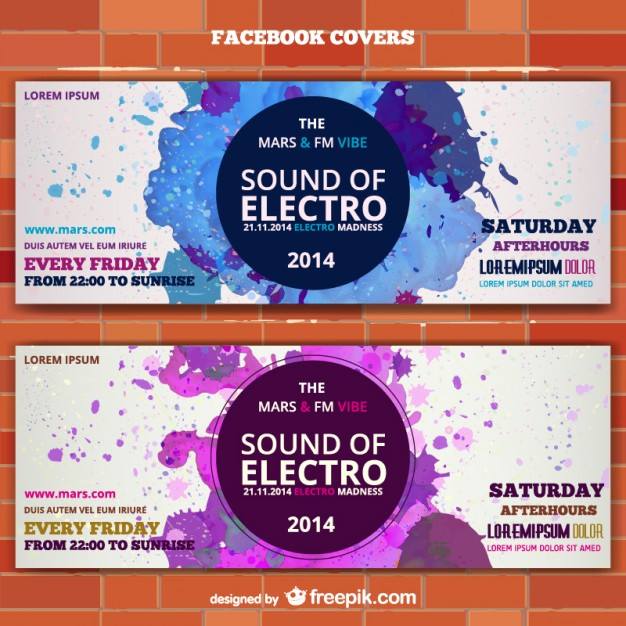 FACEBOOK COVERS
LOREM IPSUM
THE
MARS & FM VIBE
SOUND OF
ELECTRO
21.11.2014 ELECTRO MADNESS
2014
www.mars.com
DUIS AUTEM VEL EUM IRIURE
EVERY FRIDAY
FROM 22:00 TO SUNRISE
SATURDAY
AFTERHOURS
LOREMIPSUM DOLOR
LOREM IPSUM DOLOR SIT AMET
LOREM IPSUM
THE
MARS & FM VIBE
SOUND OF
ELECTRO
21.11.2014 ELECTRO MADNESS
2014
www.mars.com
DUIS AUTEM VEL EUM IRIURE
EVERY FRIDAY
FROM 22:00 TO SUNRISE
SATURDAY
AFTERHOURS
LOREMIPSUM DOLOR
LOREM IPSUM DOLOR SIT AMET
designed by freepik.com